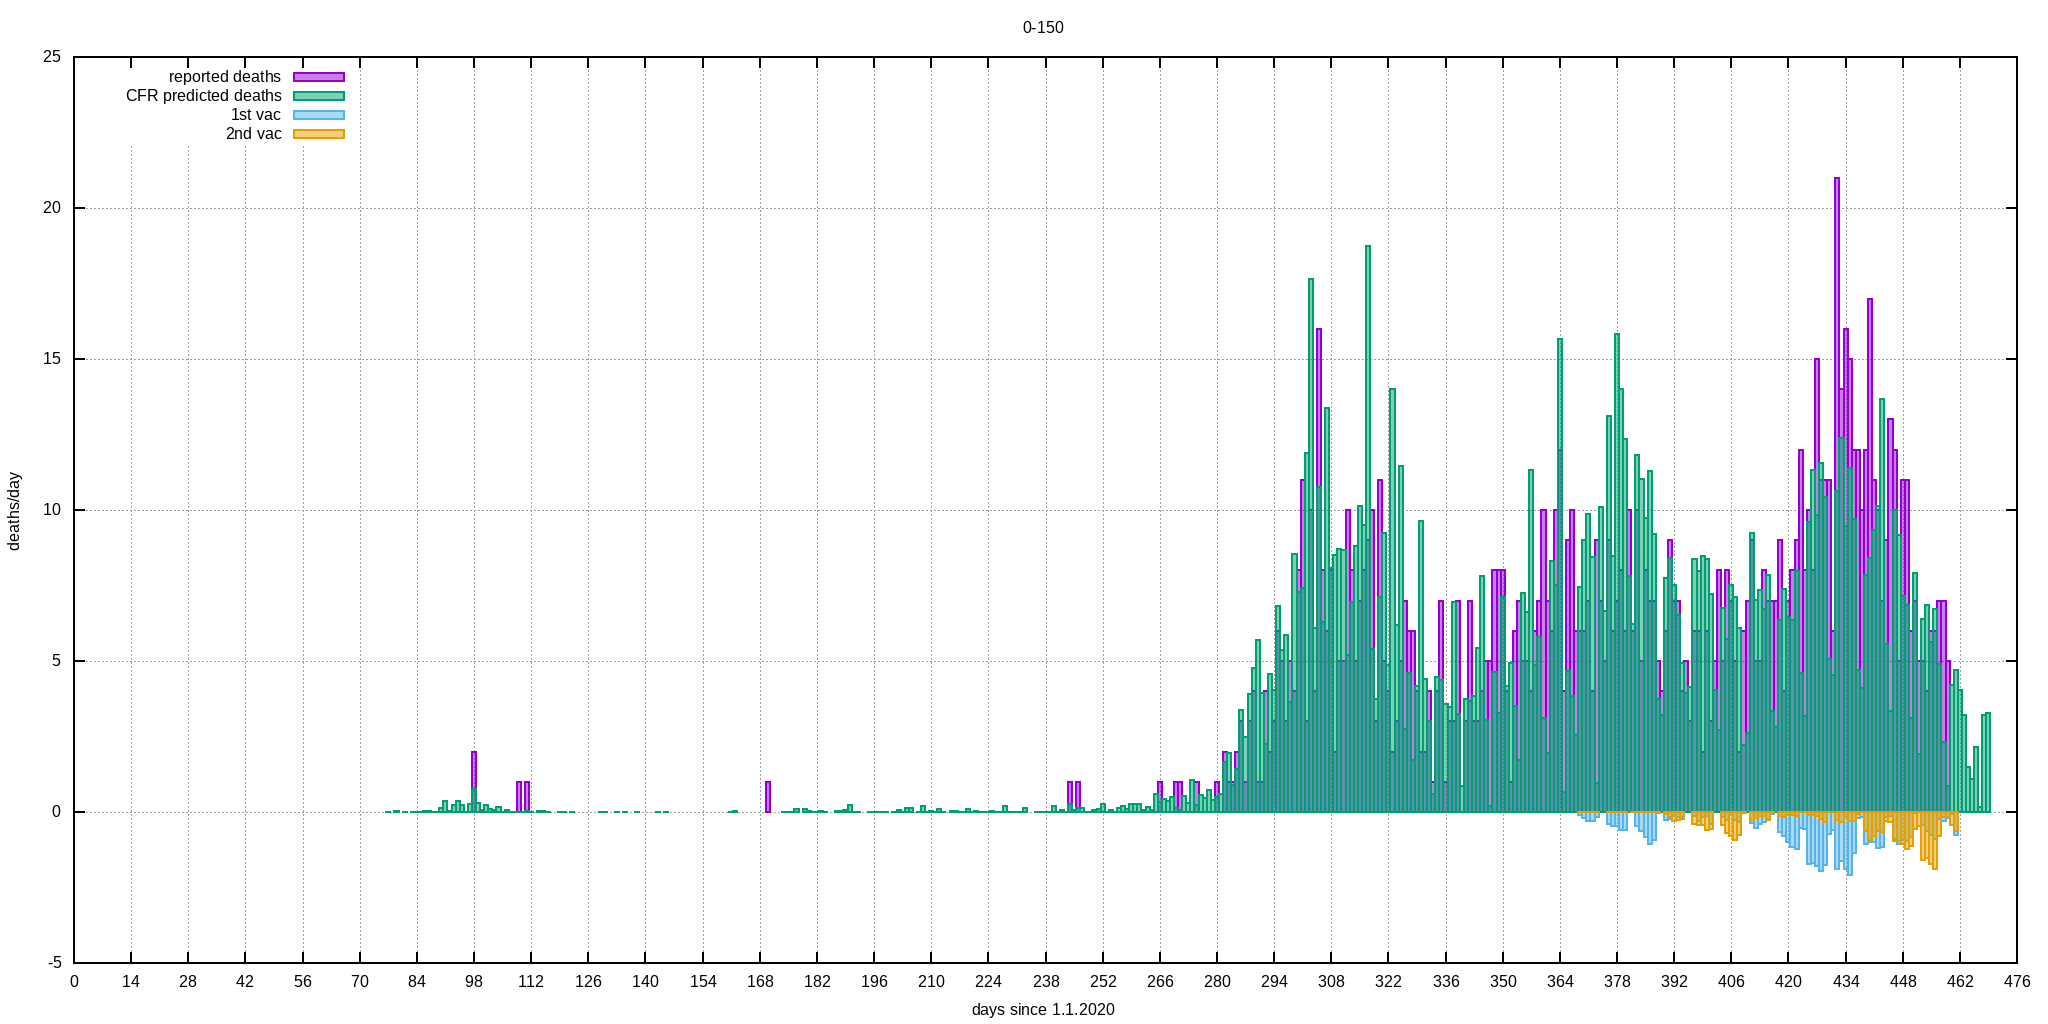 0-150
25
20
15
10
5
0
-5
deaths/day
reported deaths
CFR predicted deaths
1st vac
2nd vac
0 14 28 42 56 70 84 98 112 126 140 154 168 182 196 210 224 238 252 266 280 294 308 322 336 350 364 378 392 406 420 434 448 462 476
days since 1.1.2020